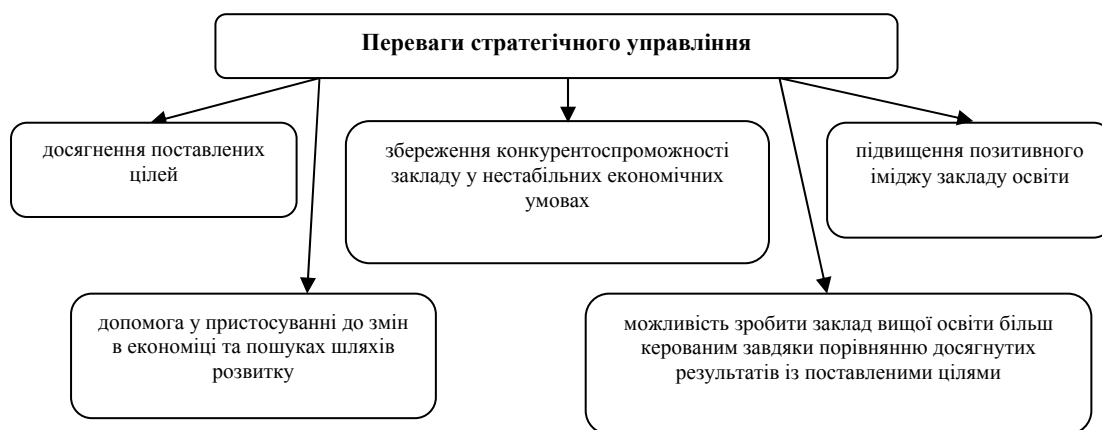 Переваги стратегічного управління
досягнення поставлених
цілей
збереження конкурентоспроможності
закладу у нестабільних економічних
умовах
підвищення позитивного
іміджу закладу освіти
допомога у пристосуванні до змін
в економіці та пошуках шляхів
розвитку
можливість зробити заклад вищої освіти більш
керованим завдяки порівнянню досягнутих
результатів із поставленими цілями